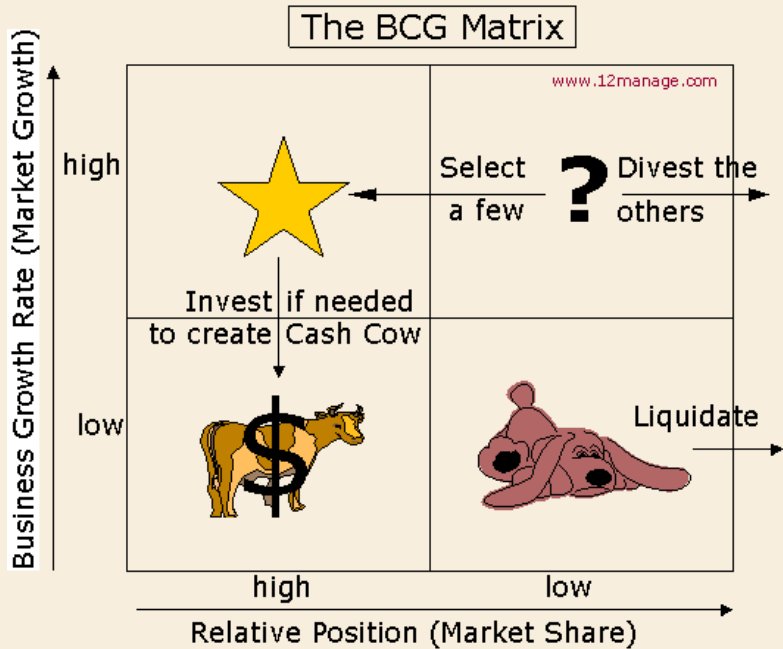 The BCG Matrix
www.12manage.com
Business Growth Rate (Market Growth)
high
Select
a few
?
Divest the
others
Invest if needed
to create Cash Cow
low
$
Liquidate
high
low
Relative Position (Market Share)